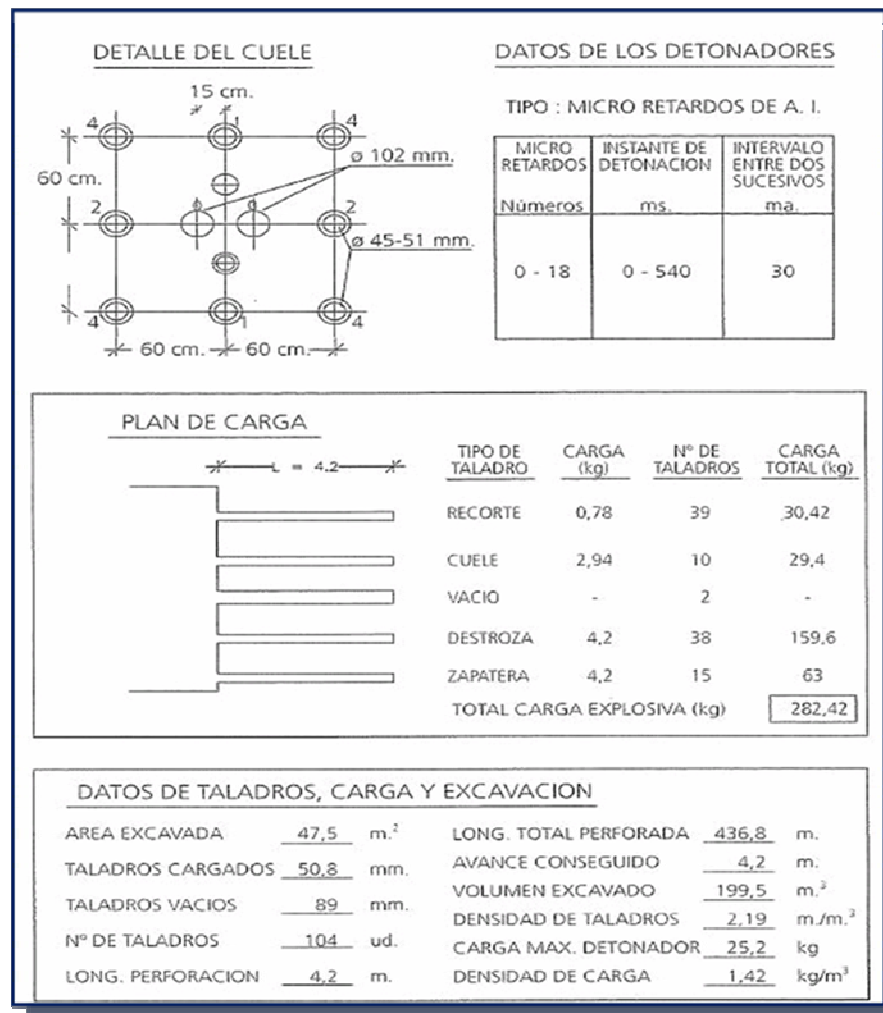 DETALLE DEL CUELE
15 cm.
4 1 4
ø 102 mm.
60 cm.
0 0
2 2
ø 45-51 mm.
4 1 4
60 cm. 60 cm.
DATOS DE LOS DETONADORES
TIPO : MICRO RETARDOS DE A. I.
MICRO RETARDOS Números
INSTANTE DE DETONACION ms.
INTERVALO ENTRE DOS SUCESIVOS ma.
0 - 18 0 - 540 30
PLAN DE CARGA
L = 4.2
TIPO DE TALADRO CARGA (kg) Nº DE TALADROS CARGA TOTAL (kg)
RECORTE 0,78 39 30,42
CUELE 2,94 10 29,4
VACIO - 2 -
DESTROZA 4,2 38 159,6
ZAPATERA 4,2 15 63
TOTAL CARGA EXPLOSIVA (kg) 282,42
DATOS DE TALADROS, CARGA Y EXCAVACION
AREA EXCAVADA 47,5 m.²
TALADROS CARGADOS 50,8 mm.
TALADROS VACIOS 89 mm.
Nº DE TALADROS 104 ud.
LONG. PERFORACION 4,2 m.
LONG. TOTAL PERFORADA 436,8 m.
AVANCE CONSEGUIDO 4,2 m.
VOLUMEN EXCAVADO 199,5 m.³
DENSIDAD DE TALADROS 2,19 m./m.³
CARGA MAX. DETONADOR 25,2 kg
DENSIDAD DE CARGA 1,42 kg/m³